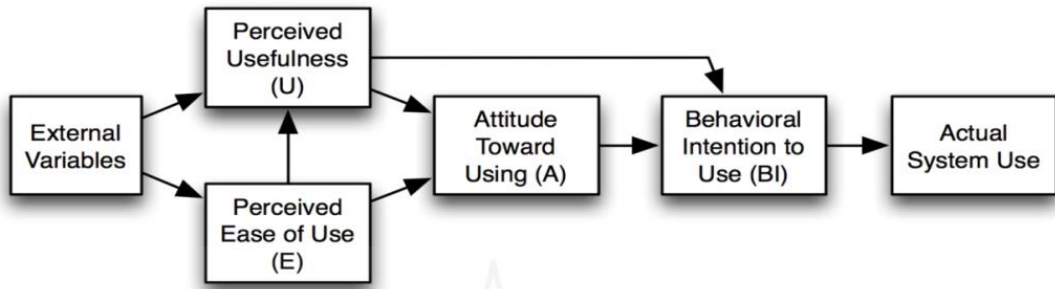 Perceived
Usefulness
(U)
External
Variables
Perceived
Ease of Use
(E)
Attitude
Toward
Using (A)
Behavioral
Intention to
Use (BI)
Actual
System Use